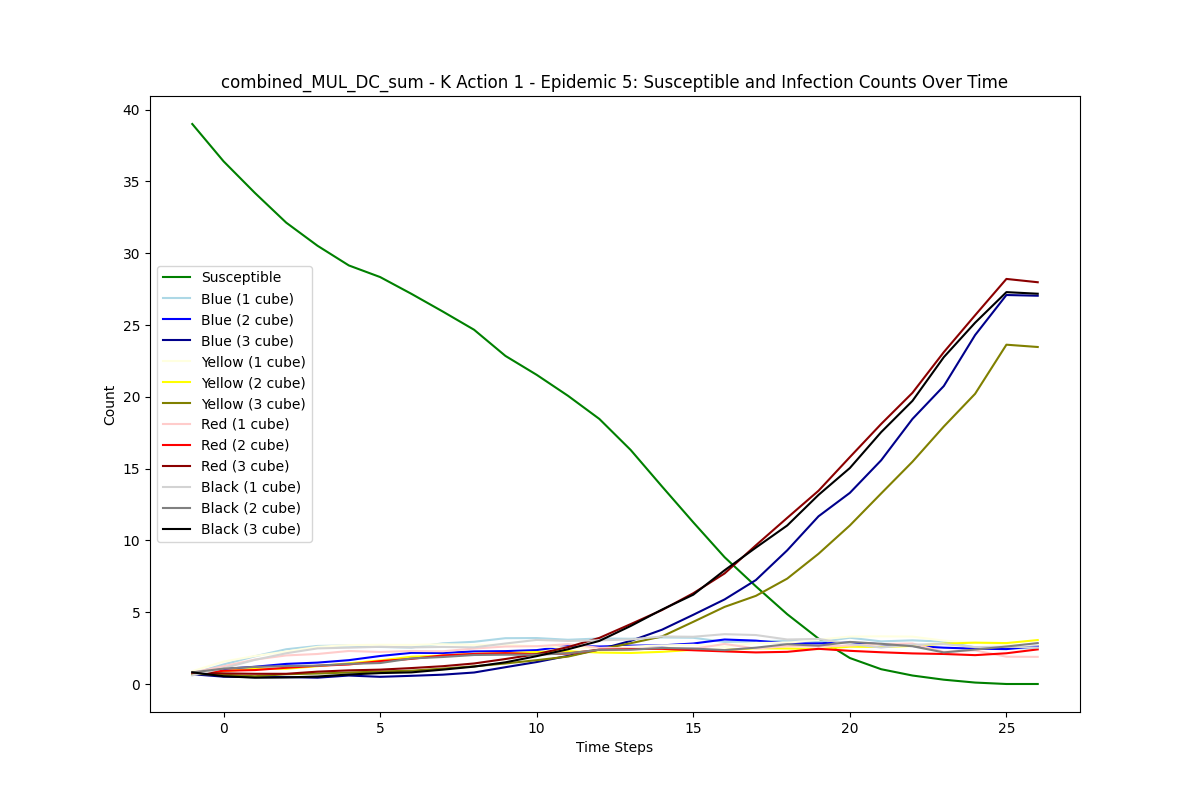 combined_MUL_DC_sum - K Action 1 - Epidemic 5: Susceptible and Infection Counts Over Time
40
35
30
25
20
15
10
5
0
Count
Susceptible
Blue (1 cube)
Blue (2 cube)
Blue (3 cube)
Yellow (1 cube)
Yellow (2 cube)
Yellow (3 cube)
Red (1 cube)
Red (2 cube)
Red (3 cube)
Black (1 cube)
Black (2 cube)
Black (3 cube)
0 5 10 15 20 25
Time Steps